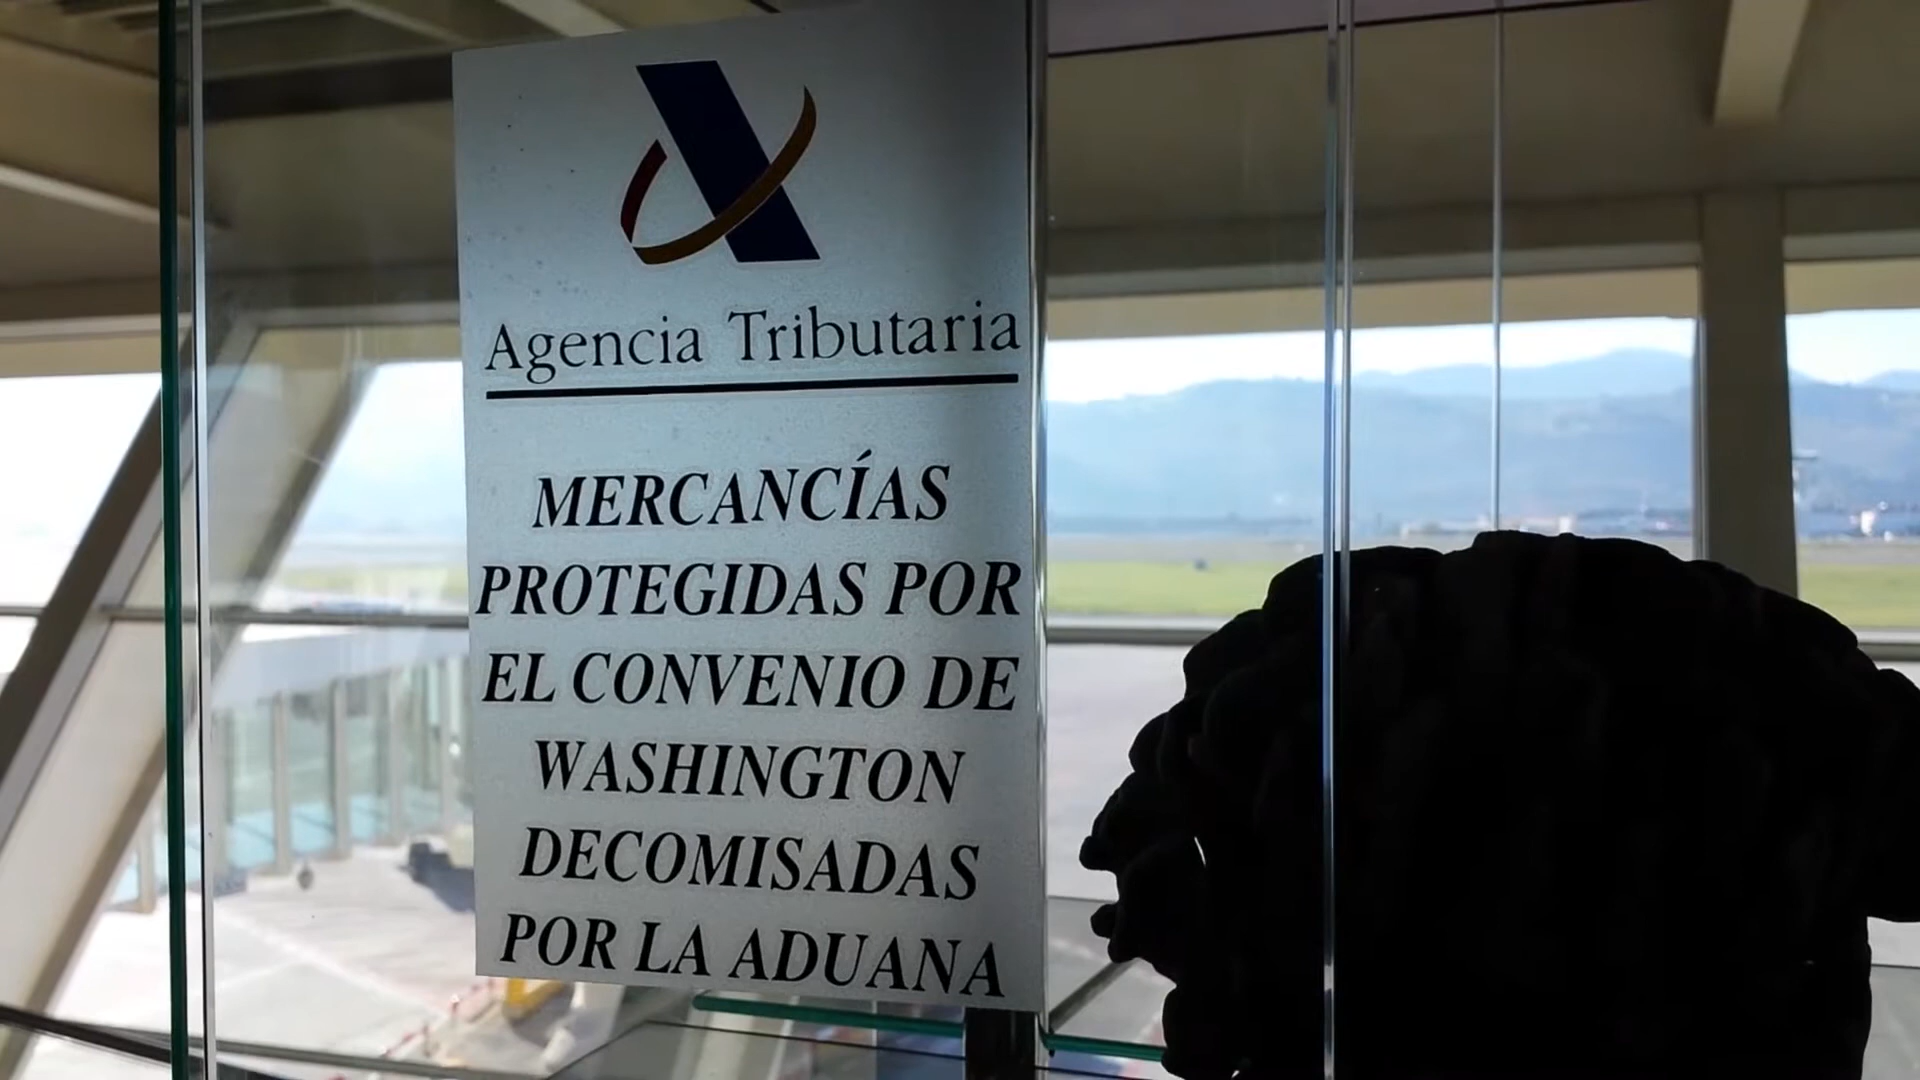 Agencia Tributaria
MERCANCÍAS
PROTEGIDAS POR
EL CONVENIO DE
WASHINGTON
DECOMISADAS
POR LA ADUANA